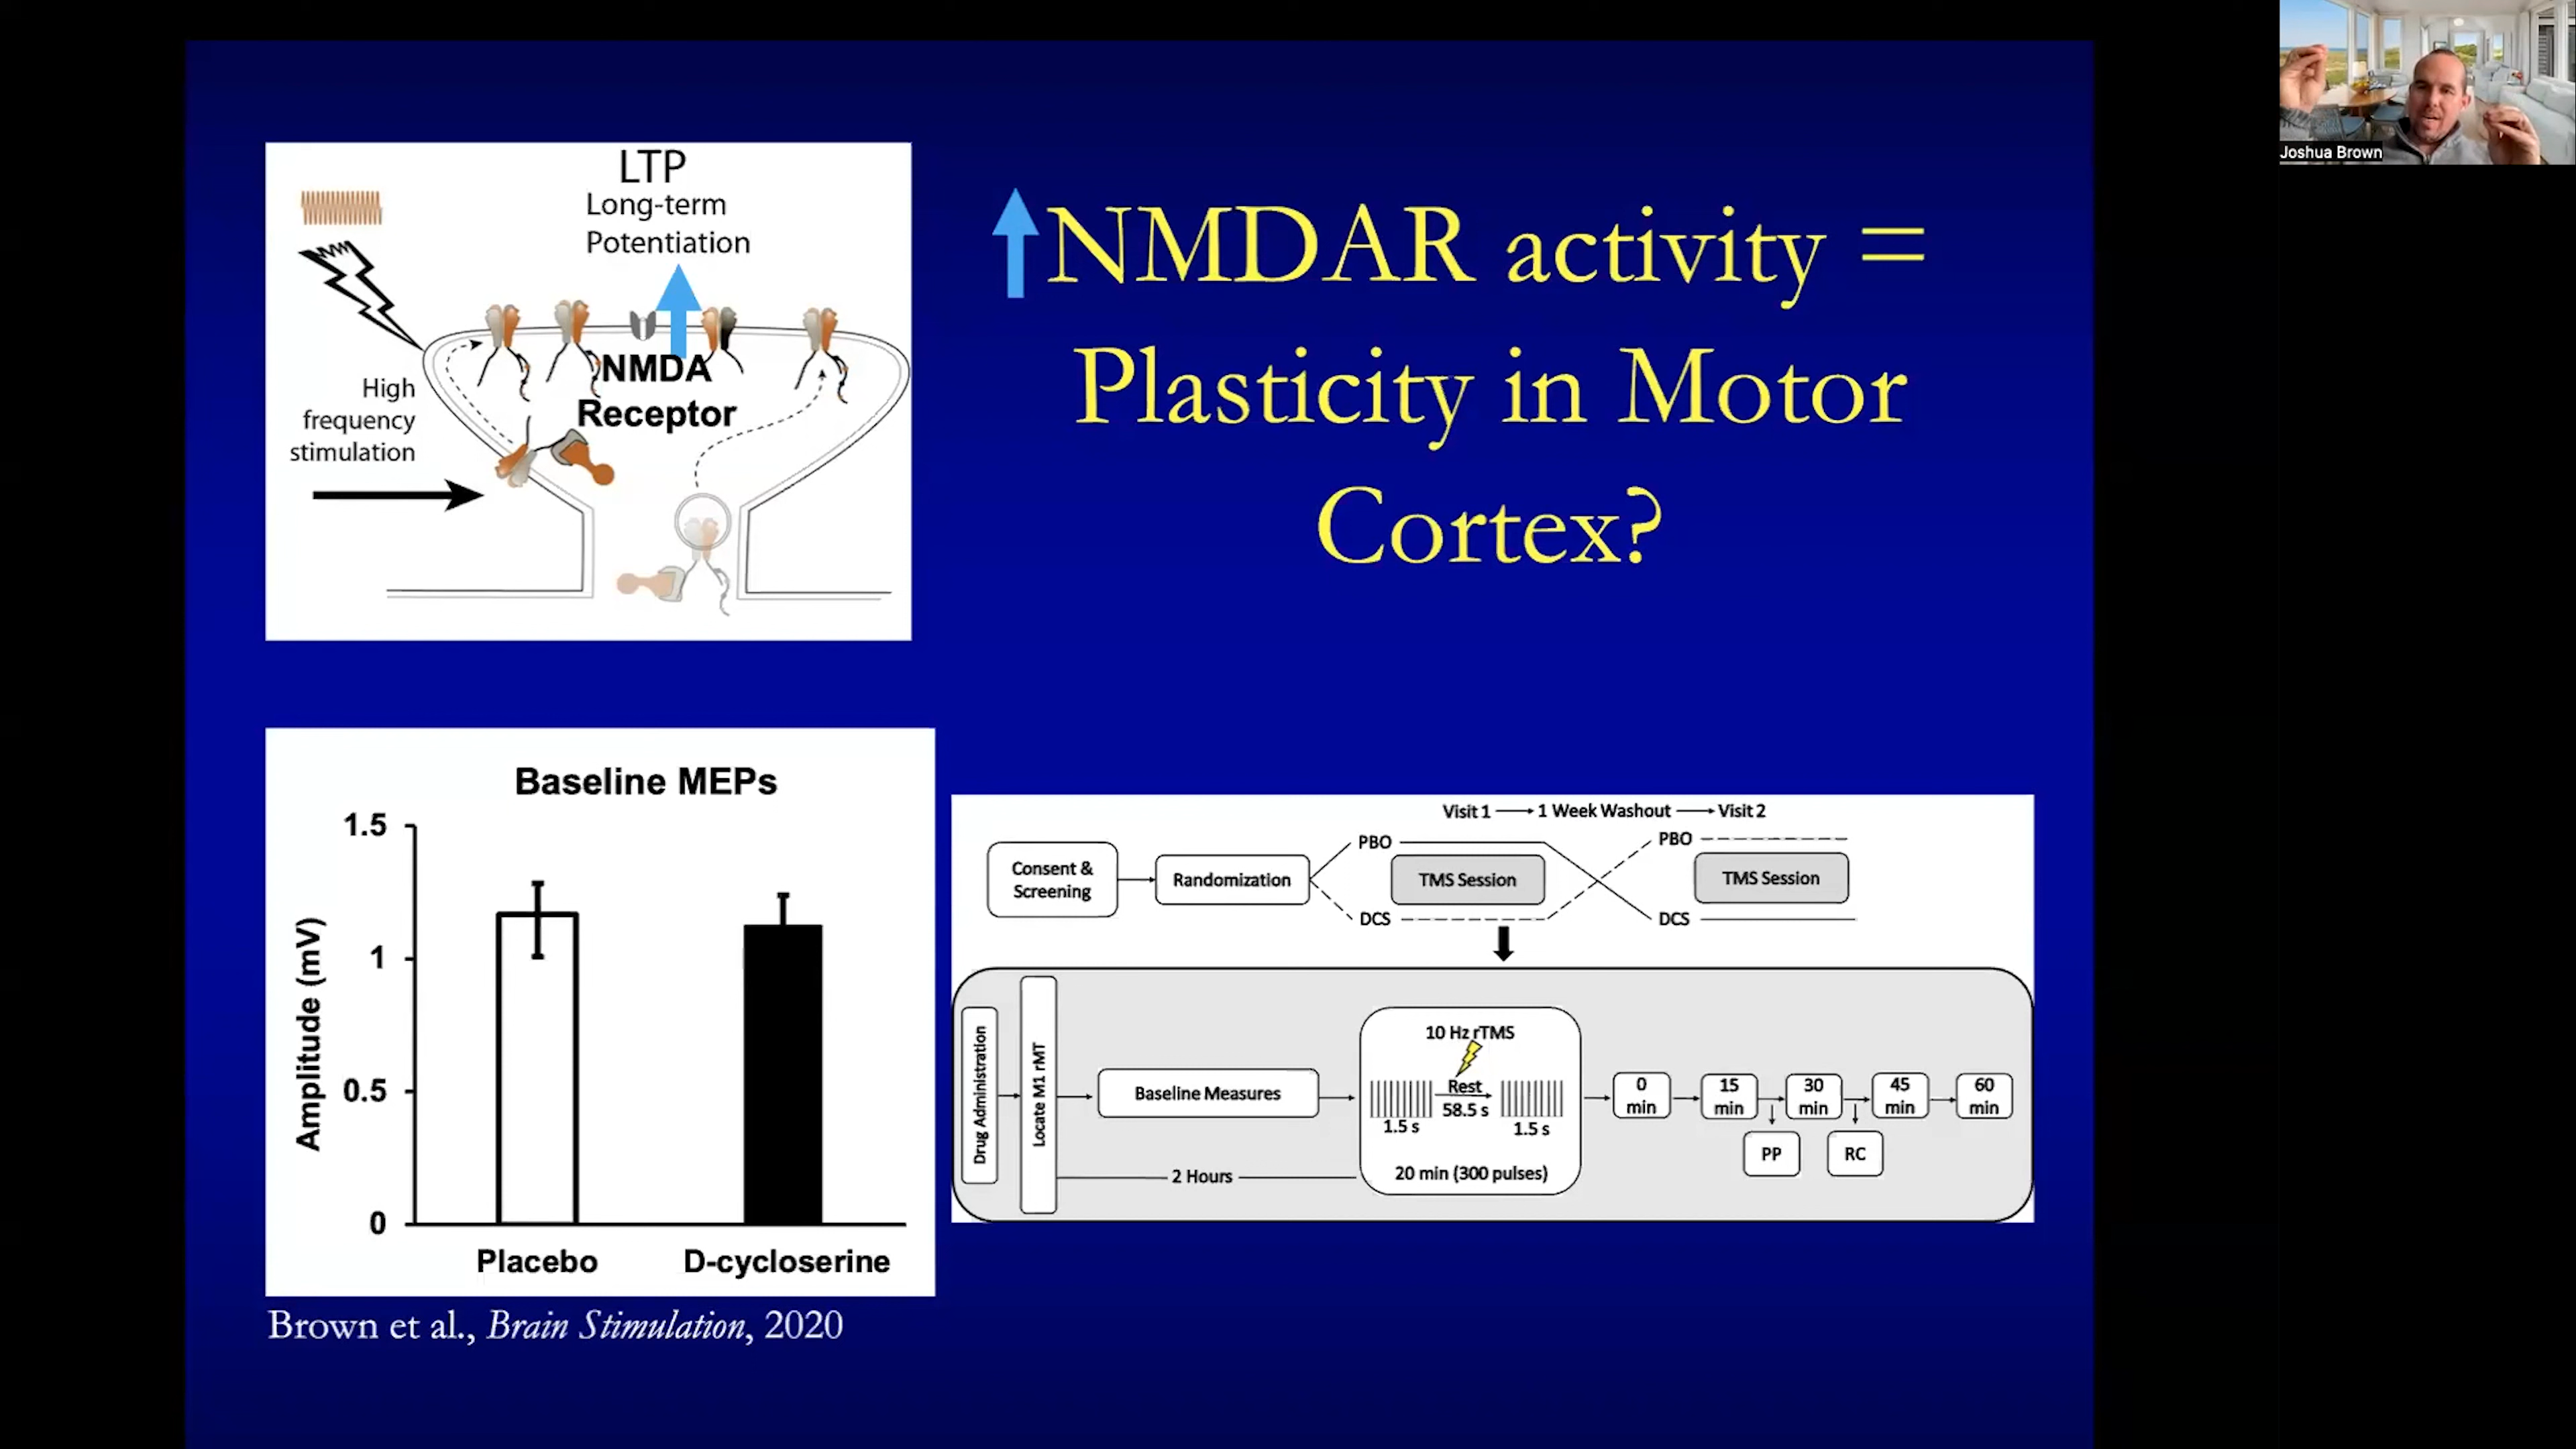 LTP
Long-term
Potentiation
NMDA
Receptor
High
frequency
stimulation
NMDAR activity =
Plasticity in Motor
Cortex?
Joshua Brown
Baseline MEPs
Amplitude (mV)
1.5
1
0.5
0
Placebo
D-cycloserine
Brown et al., Brain Stimulation, 2020
Visit 1
1 Week Washout
Visit 2
Consent &
Screening
Randomization
PBO
TMS Session
DCS
PBO
TMS Session
DCS
Drug Administration
Locate M1 rMT
Baseline Measures
2 Hours
10 Hz rTMS
Rest
58.5 s
1.5 s
1.5 s
20 min (300 pulses)
0
min
15
min
30
min
45
min
60
min
PP
RC